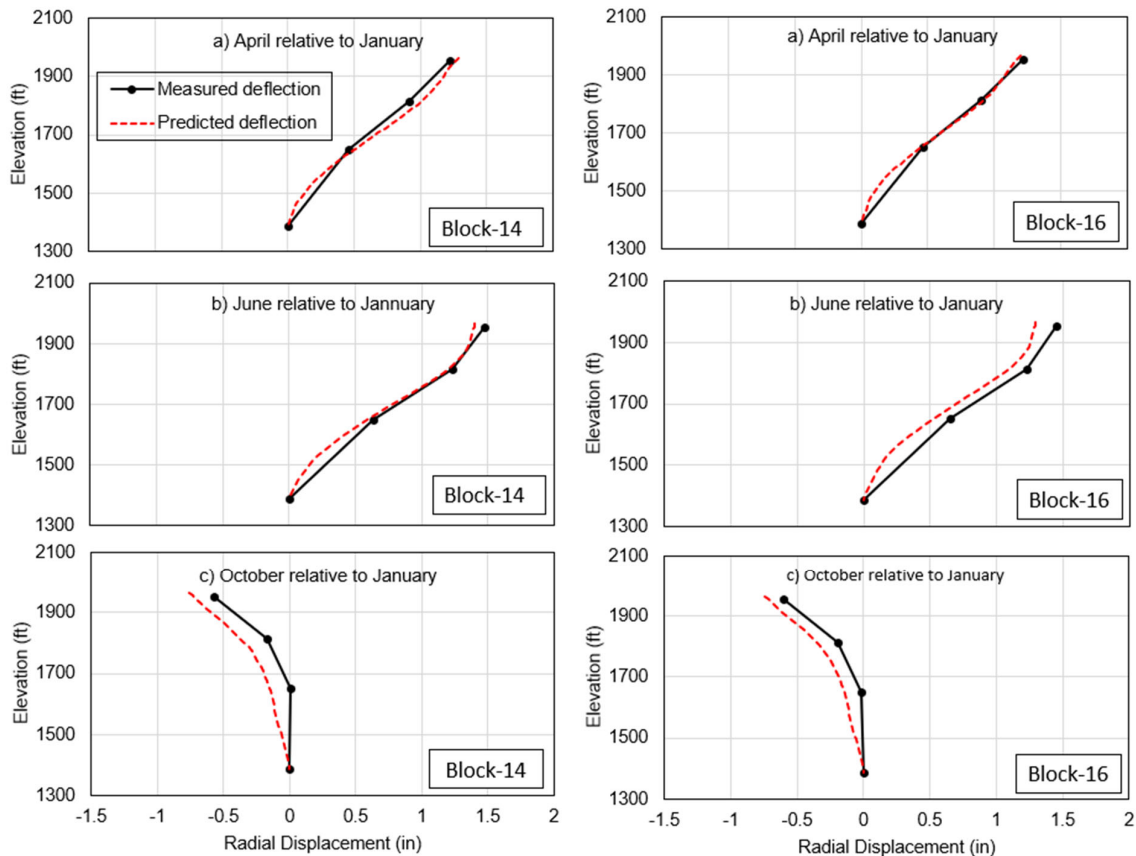 2100
a) April relative to January
1900
Measured deflection
Predicted deflection
1700
1500
1300
Elevation (ft)
Block-14
2100
a) April relative to January
1900
1700
1500
1300
Elevation (ft)
Block-16
2100
b) June relative to Jannuary
1900
1700
1500
1300
Elevation (ft)
Block-14
2100
b) June relative to January
1900
1700
1500
1300
Elevation (ft)
Block-16
2100
c) October relative to January
1900
1700
1500
1300
Elevation (ft)
Block-14
-1.5 -1 -0.5 0 0.5 1 1.5 2
Radial Displacement (in)
2100
c) October relative to January
1900
1700
1500
1300
Elevation (ft)
Block-16
-1.5 -1 -0.5 0 0.5 1 1.5 2
Radial Displacement (in)